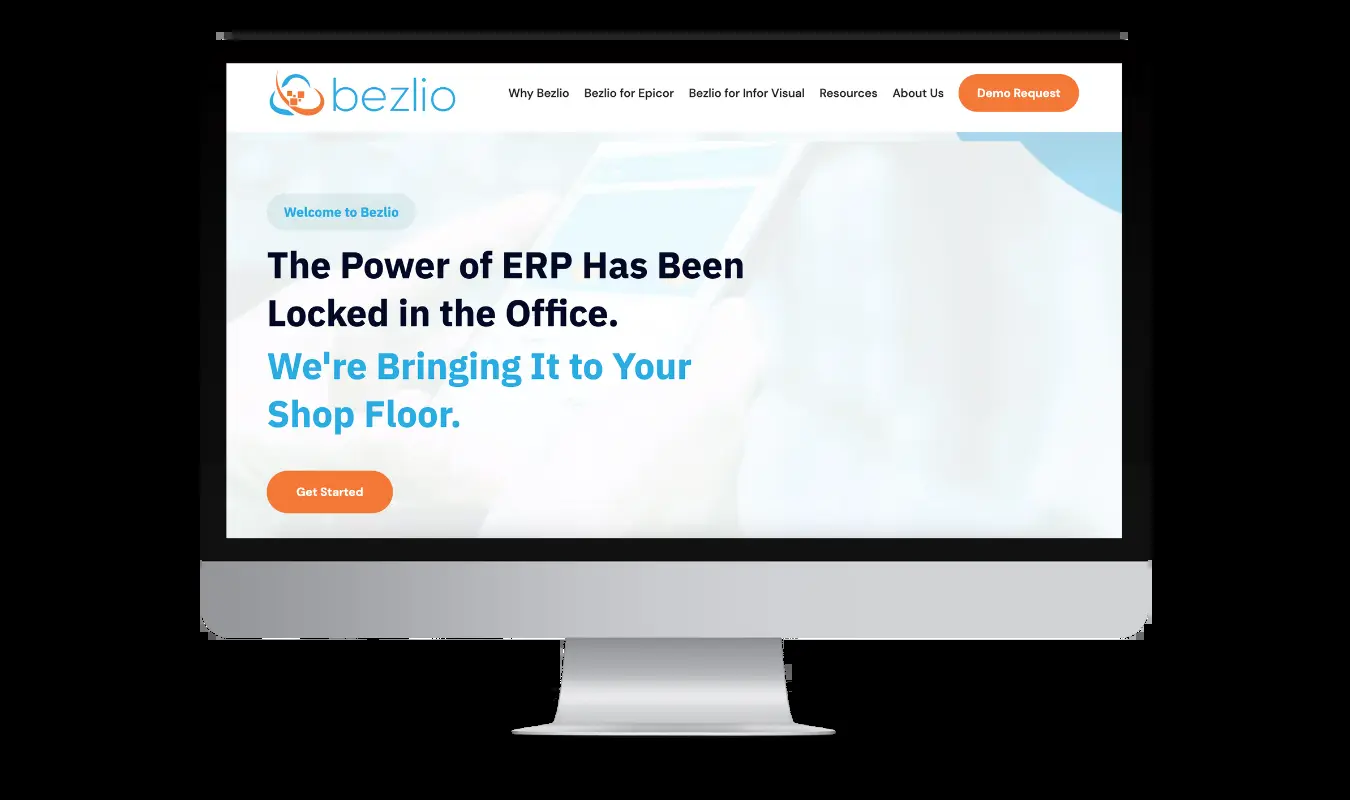 bezlio
Why Bezlio Bezlio for Epicor Bezlio for Infor Visual Resources About Us Demo Request
Welcome to Bezlio
The Power of ERP Has Been
Locked in the Office.
We're Bringing It to Your
Shop Floor.
Get Started